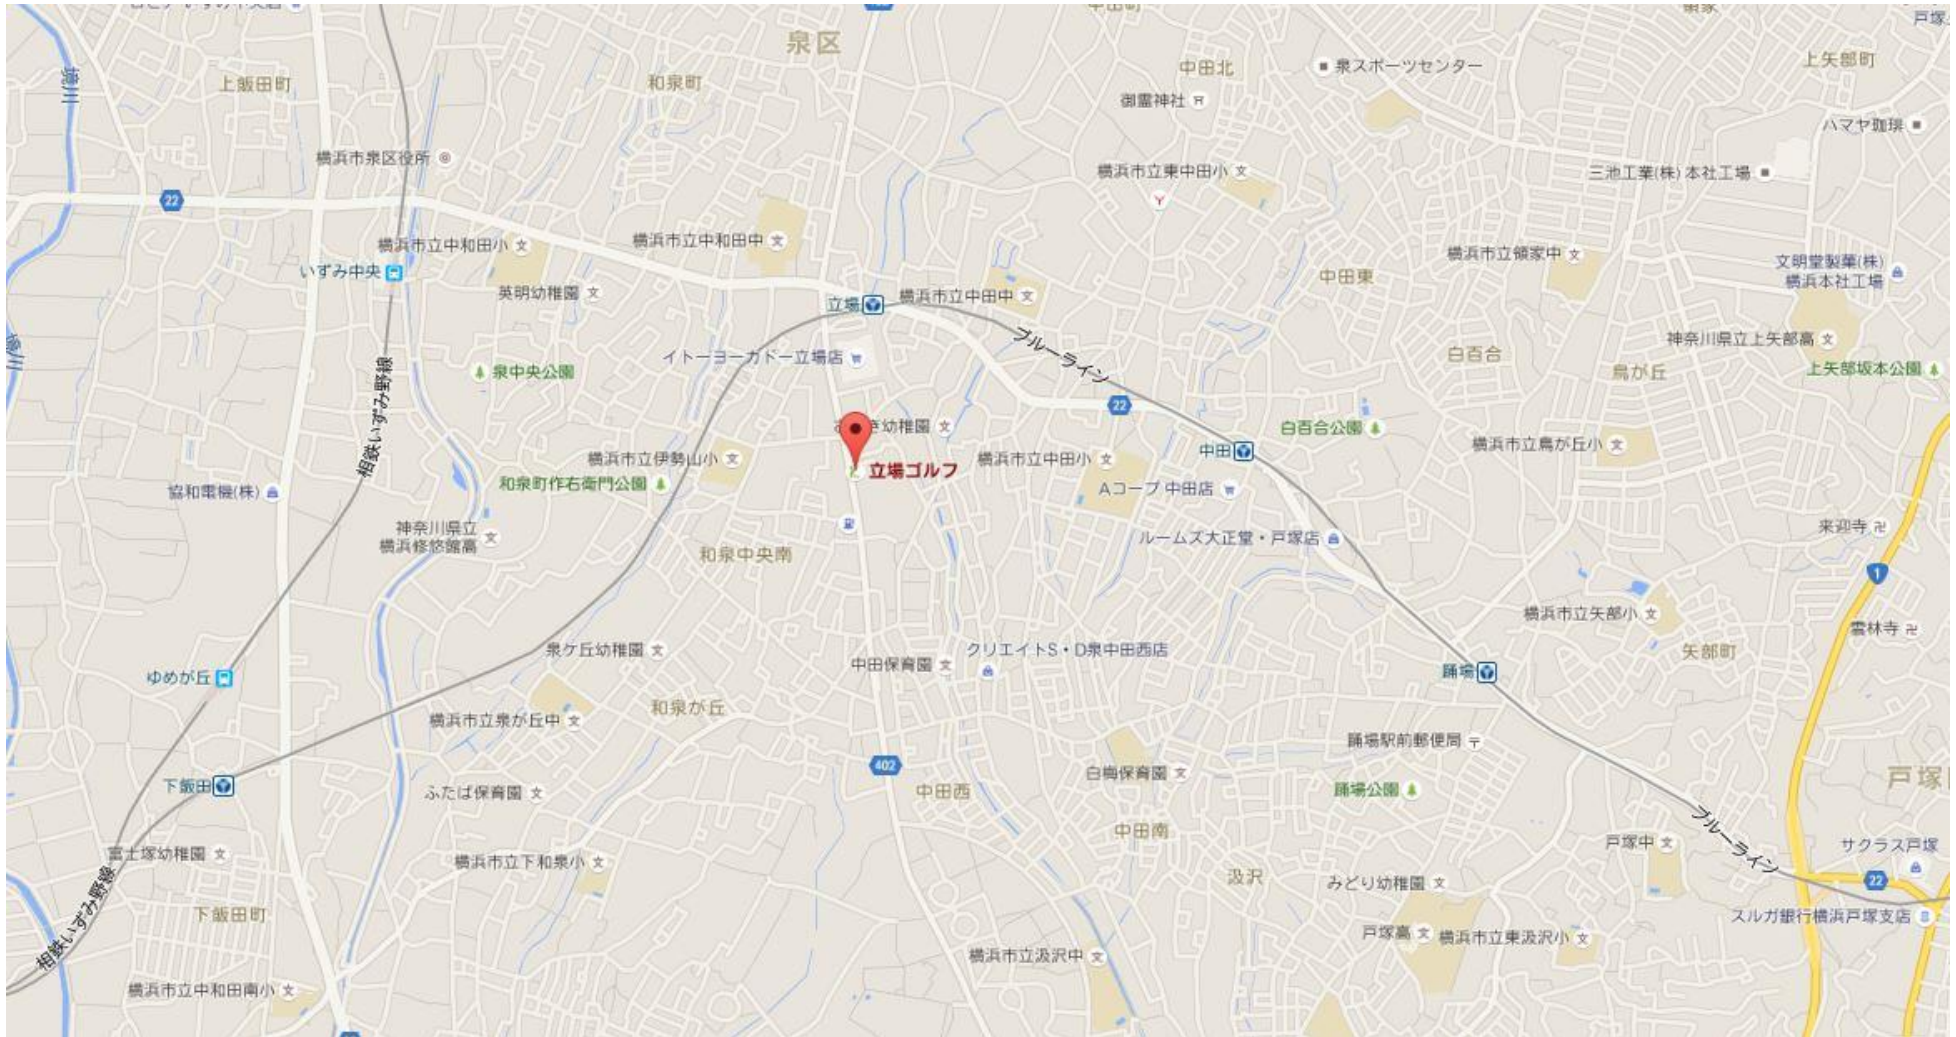 泉区
中田町
領家
戸塚
上飯田町
和泉町
中田北
泉スポーツセンター
上矢部町
境川
御霊神社
ハマヤ珈琲
横浜市泉区役所
横浜市立東中田小
三池工業(株)本社工場
22
横浜市立中和田小
横浜市立中和田中
横浜市立領家中
いずみ中央
中田東
文明堂製菓(株)
横浜本社工場
英明幼稚園
立場
横浜市立中田中
境川
ブルーライン
神奈川県立上矢部高
イトーヨーカドー立場店
白百合
泉中央公園
鳥が丘
上矢部坂本公園
相鉄いずみ野線
22
幼稚園
白百合公園
横浜市立鳥が丘小
中田
横浜市立伊勢山小
立場ゴルフ
横浜市立中田小
和泉町作右衛門公園
協和電機(株)
Aコープ 中田店
神奈川県立
横浜修悠館高
来迎寺
ルームズ大正堂・戸塚店
和泉中央南
1
横浜市立矢部小
雲林寺
泉ケ丘幼稚園
中田保育園
クリエイトS・D泉中田西店
矢部町
ゆめが丘
踊場
和泉が丘
横浜市立泉が丘中
踊場駅前郵便局
402
白梅保育園
戸塚
下飯田
ふたば保育園
中田西
踊場公園
中田南
ブルーライン
戸塚中
サクラス戸塚
富士塚幼稚園
横浜市立下和泉小
汲沢
みどり幼稚園
22
相鉄いずみ野線
下飯田町
スルガ銀行横浜戸塚支店
戸塚高
横浜市立東汲沢小
横浜市立汲沢中
横浜市立中和田南小